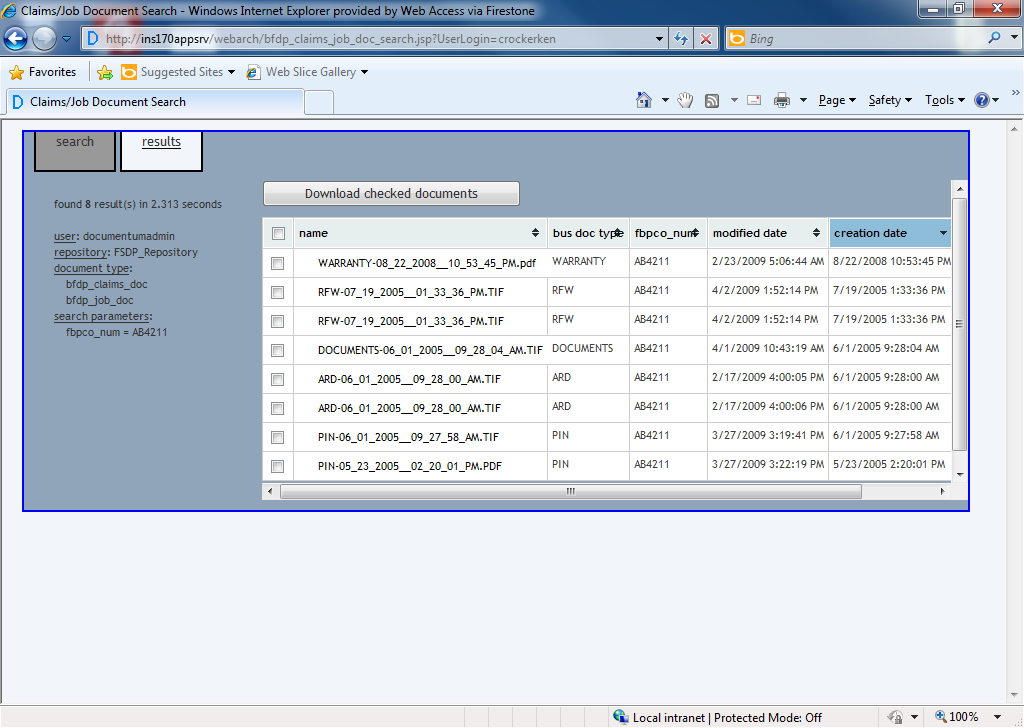 Claims/Job Document Search - Windows Internet Explorer provided by Web Access via Firestone
http://ins170appsrv/webarch/bfdp_claims_job_doc_search.jsp?UserLogin=crockerken
Bing
Favorites Suggested Sites Web Slice Gallery
Claims/Job Document Search
Page Safety Tools
search results
found 8 result(s) in 2.313 seconds
user: documentumadmin
repository: FSDP_Repository
document type:
bfdp_claims_doc
bfdp_job_doc
search parameters:
fbpco_num = AB4211
Download checked documents
name bus doc type fbpco_num modified date creation date
WARRANTY-08_22_2008__10_53_45_PM.pdf WARRANTY AB4211 2/23/2009 5:06:44 AM 8/22/2008 10:53:45 PM
RFW-07_19_2005__01_33_36_PM.TIF RFW AB4211 4/2/2009 1:52:14 PM 7/19/2005 1:33:36 PM
RFW-07_19_2005__01_33_36_PM.TIF RFW AB4211 4/2/2009 1:52:14 PM 7/19/2005 1:33:36 PM
DOCUMENTS-06_01_2005__09_28_04_AM.TIF DOCUMENTS AB4211 4/1/2009 10:43:19 AM 6/1/2005 9:28:04 AM
ARD-06_01_2005__09_28_00_AM.TIF ARD AB4211 2/17/2009 4:00:05 PM 6/1/2005 9:28:00 AM
ARD-06_01_2005__09_28_00_AM.TIF ARD AB4211 2/17/2009 4:00:06 PM 6/1/2005 9:28:00 AM
PIN-06_01_2005__09_27_58_AM.TIF PIN AB4211 3/27/2009 3:19:41 PM 6/1/2005 9:27:58 AM
PIN-05_23_2005__02_20_01_PM.PDF PIN AB4211 3/27/2009 3:22:19 PM 5/23/2005 2:20:01 PM
Local intranet | Protected Mode: Off 100%